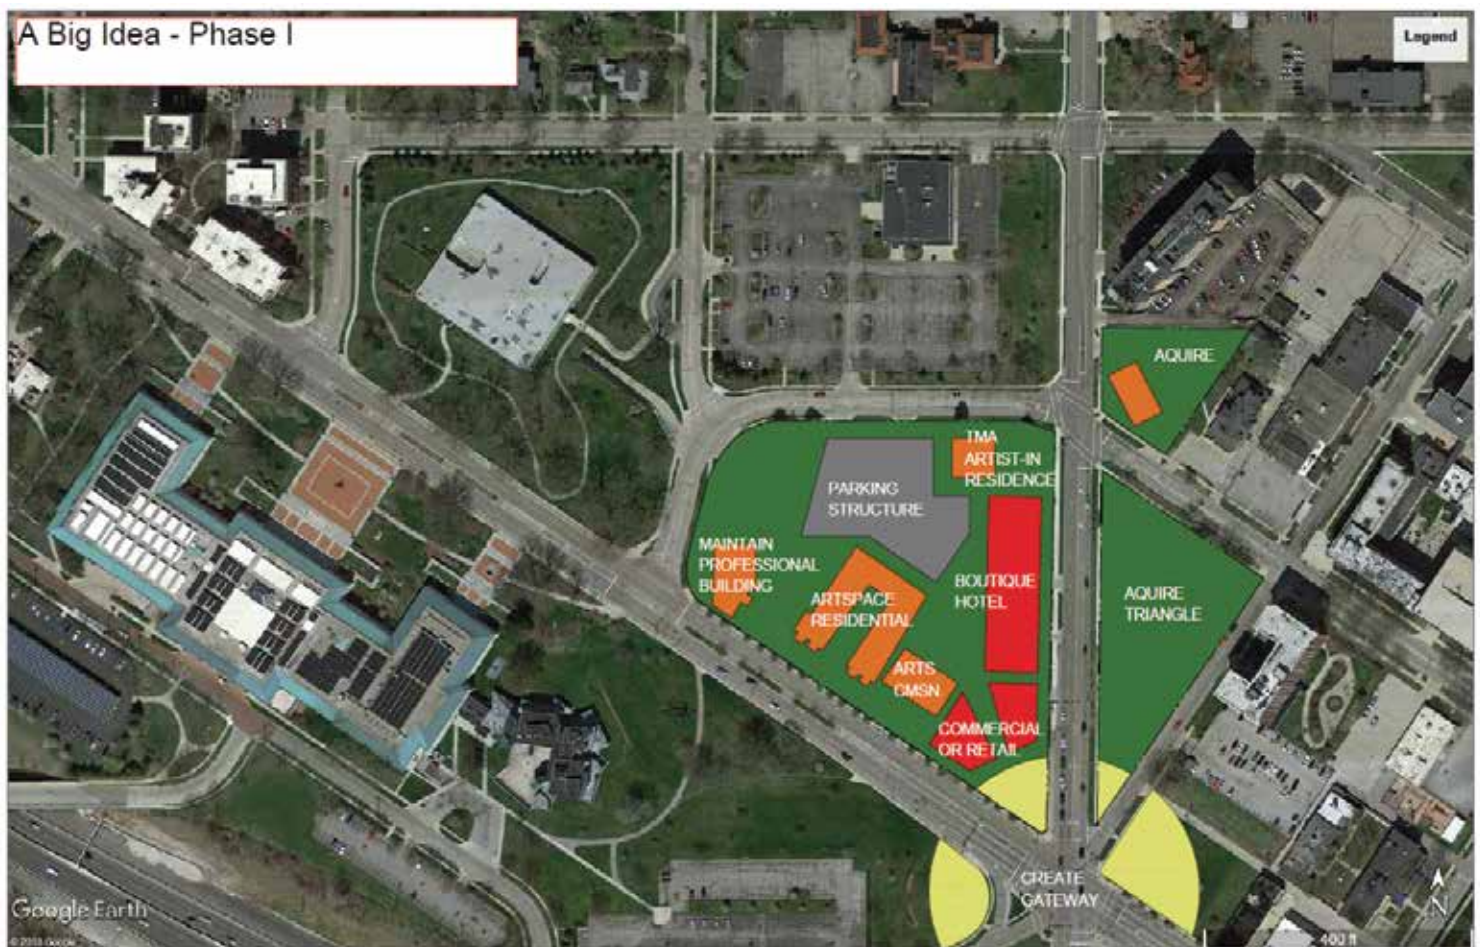 A Big Idea - Phase I
Legend
AQUIRE
TMA
ARTIST-IN
RESIDENCE
PARKING
STRUCTURE
MAINTAIN
PROFESSIONAL
BUILDING
BOUTIQUE
HOTEL
ARTSPACE
RESIDENTIAL
AQUIRE
TRIANGLE
ARTS
CMSN
COMMERCIAL
OR RETAIL
CREATE
GATEWAY
N
Google Earth
400 ft